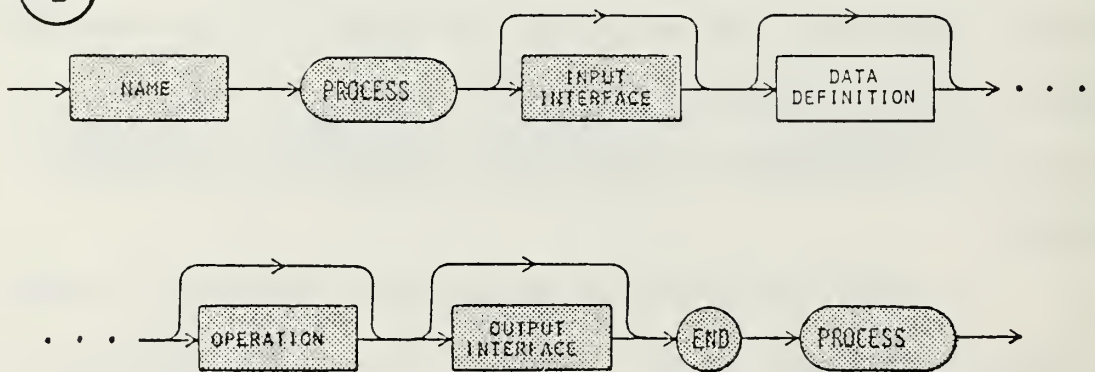 NAME
PROCESS
INPUT
INTERFACE
DATA
DEFINITION
OPERATION
OUTPUT
INTERFACE
END
PROCESS